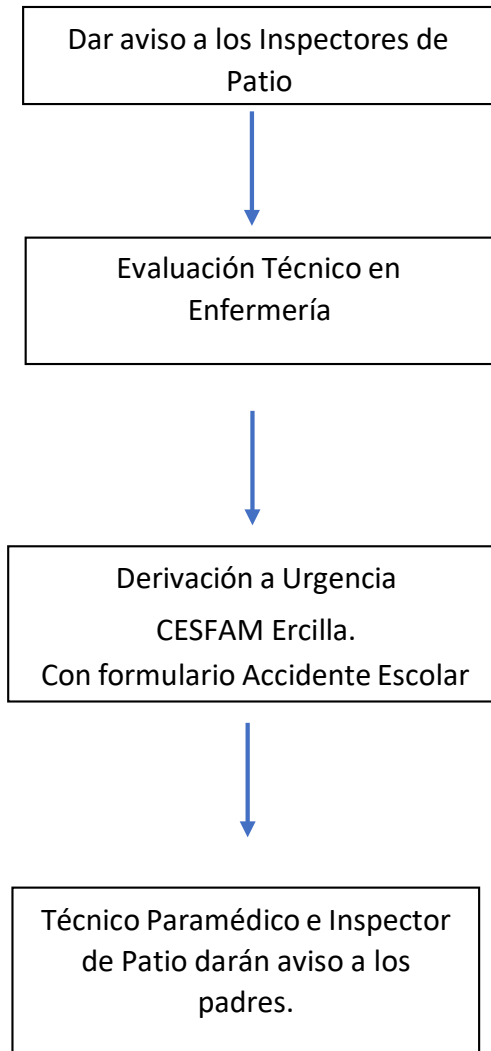 Dar aviso a los Inspectores de
Patio
Evaluación Técnico en
Enfermería
Derivación a Urgencia
CESFAM Ercilla.
Con formulario Accidente Escolar
Técnico Paramédico e Inspector
de Patio darán aviso a los
padres.